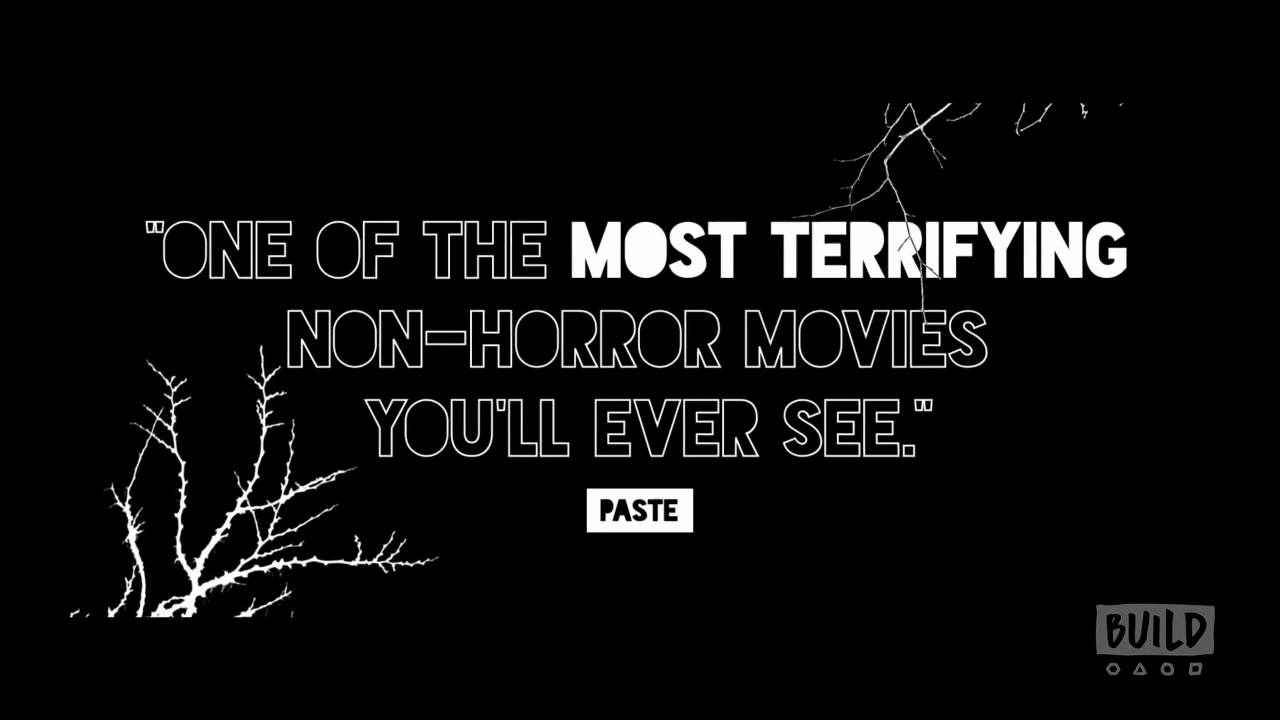 "ONE OF THE MOST TERRIFYING
NON-HORROR MOVIES
YOU'LL EVER SEE."
PASTE
BUILD